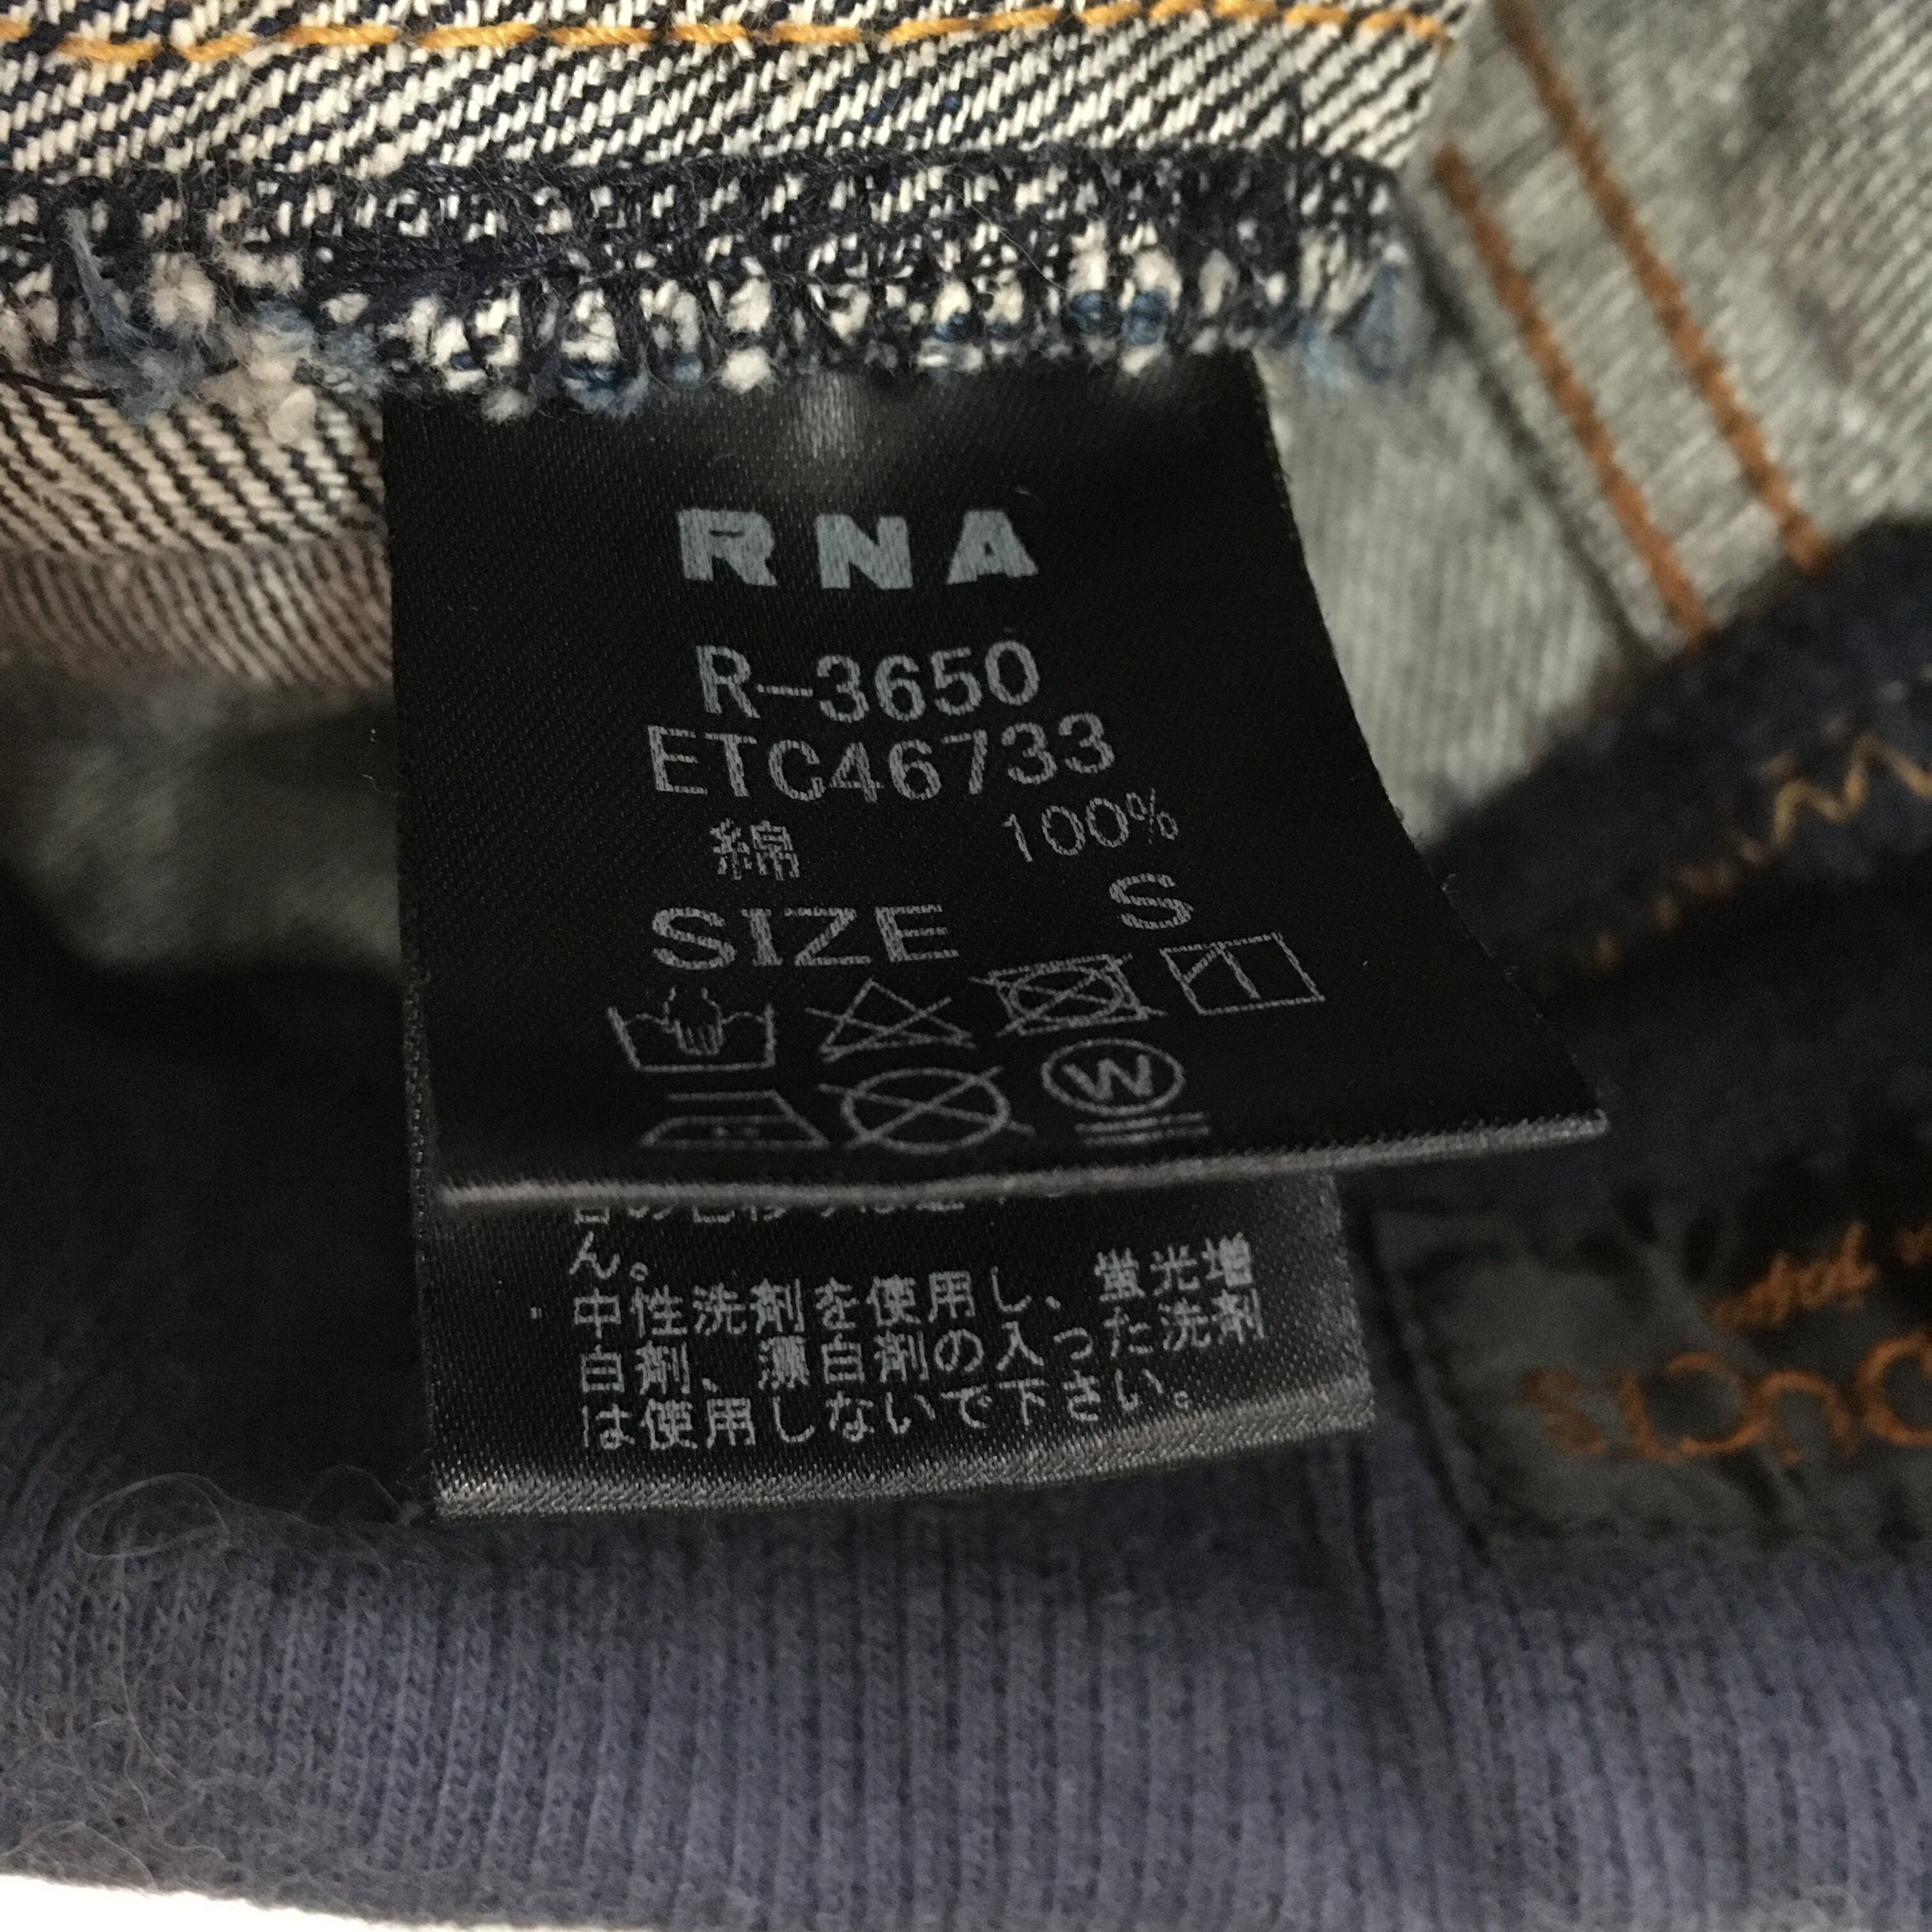 RNA
R-3650
ETC46733
綿 100%
SIZE S
W
ん。
中性洗剤を使用し、蛍光増
白剤、漂白剤の入った洗剤
は使用しないで下さい。